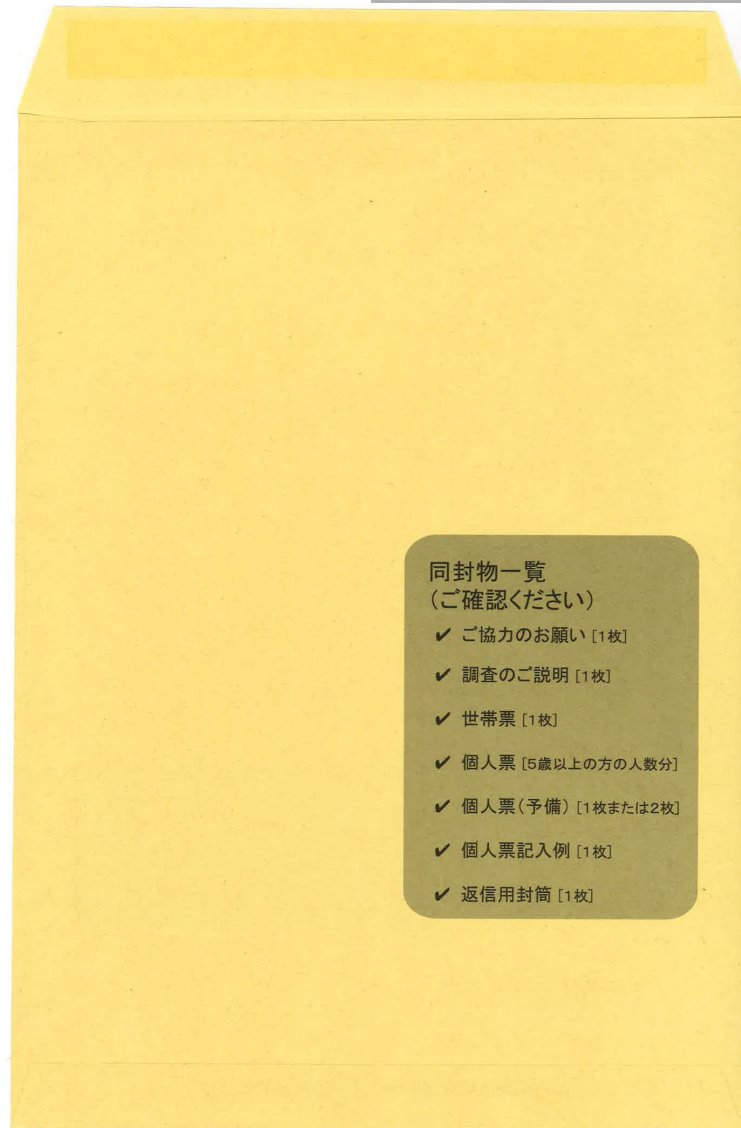 同封物一覧
(ご確認ください)
✔ ご協力のお願い [1枚]
✔ 調査のご説明 [1枚]
✔ 世帯票 [1枚]
✔ 個人票 [5歳以上の方の人数分]
✔ 個人票(予備) [1枚または2枚]
✔ 個人票記入例 [1枚]
✔ 返信用封筒 [1枚]